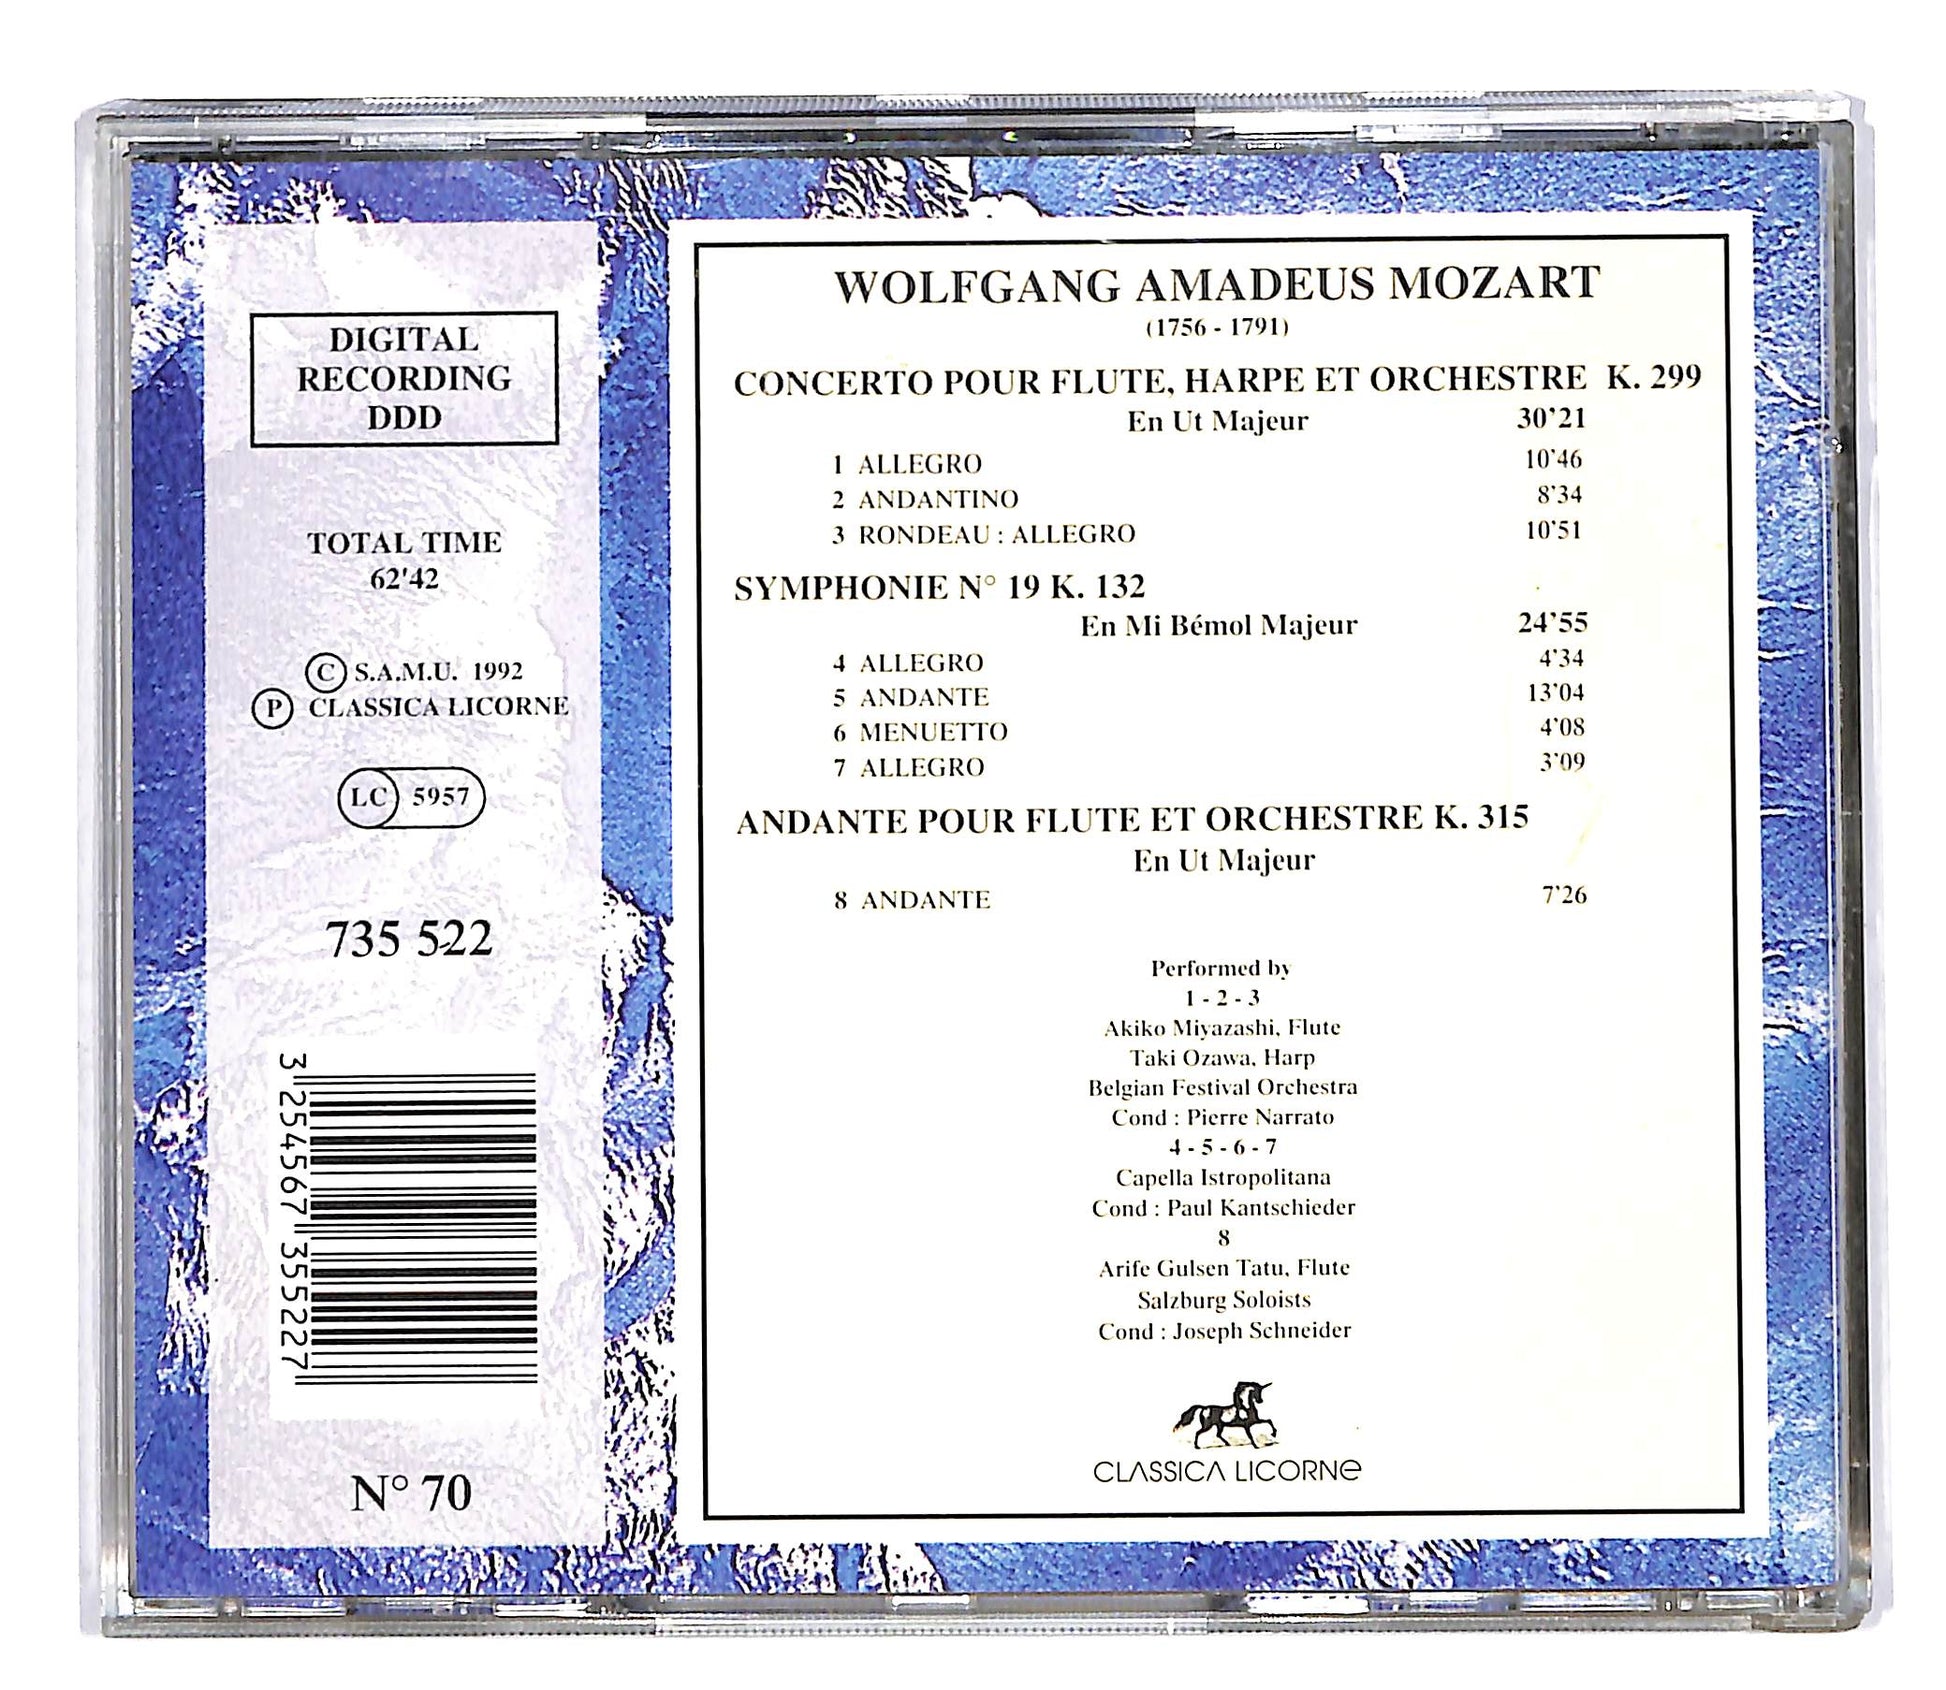 DIGITAL
RECORDING
DDD
TOTAL TIME
62'42
© S.A.M.U. 1992
Ⓟ CLASSICA LICORNE
LC 5957
735 522
3 254567 355227
N° 70
WOLFGANG AMADEUS MOZART
(1756 - 1791)
CONCERTO POUR FLUTE, HARPE ET ORCHESTRE K. 299
En Ut Majeur 30'21
1 ALLEGRO 10'46
2 ANDANTINO 8'34
3 RONDEAU : ALLEGRO 10'51
SYMPHONIE N° 19 K. 132
En Mi Bémol Majeur 24'55
4 ALLEGRO 4'34
5 ANDANTE 13'04
6 MENUETTO 4'08
7 ALLEGRO 3'09
ANDANTE POUR FLUTE ET ORCHESTRE K. 315
En Ut Majeur
8 ANDANTE 7'26
Performed by
1 - 2 - 3
Akiko Miyazashi, Flute
Taki Ozawa, Harp
Belgian Festival Orchestra
Cond : Pierre Narrato
4 - 5 - 6 - 7
Capella Istropolitana
Cond : Paul Kantschieder
8
Arife Gulsen Tatu, Flute
Salzburg Soloists
Cond : Joseph Schneider
CLASSICA LICORNE